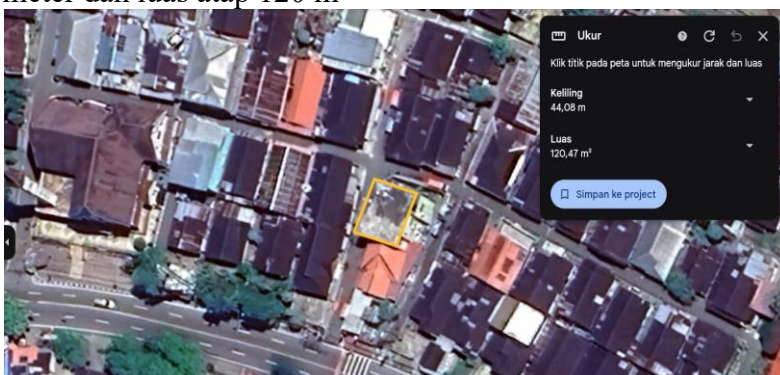 meter dan luas atap 120 m
Ukur
Klik titik pada peta untuk mengukur jarak dan luas
Keliling
44,08 m
Luas
120,47 m²
Simpan ke project